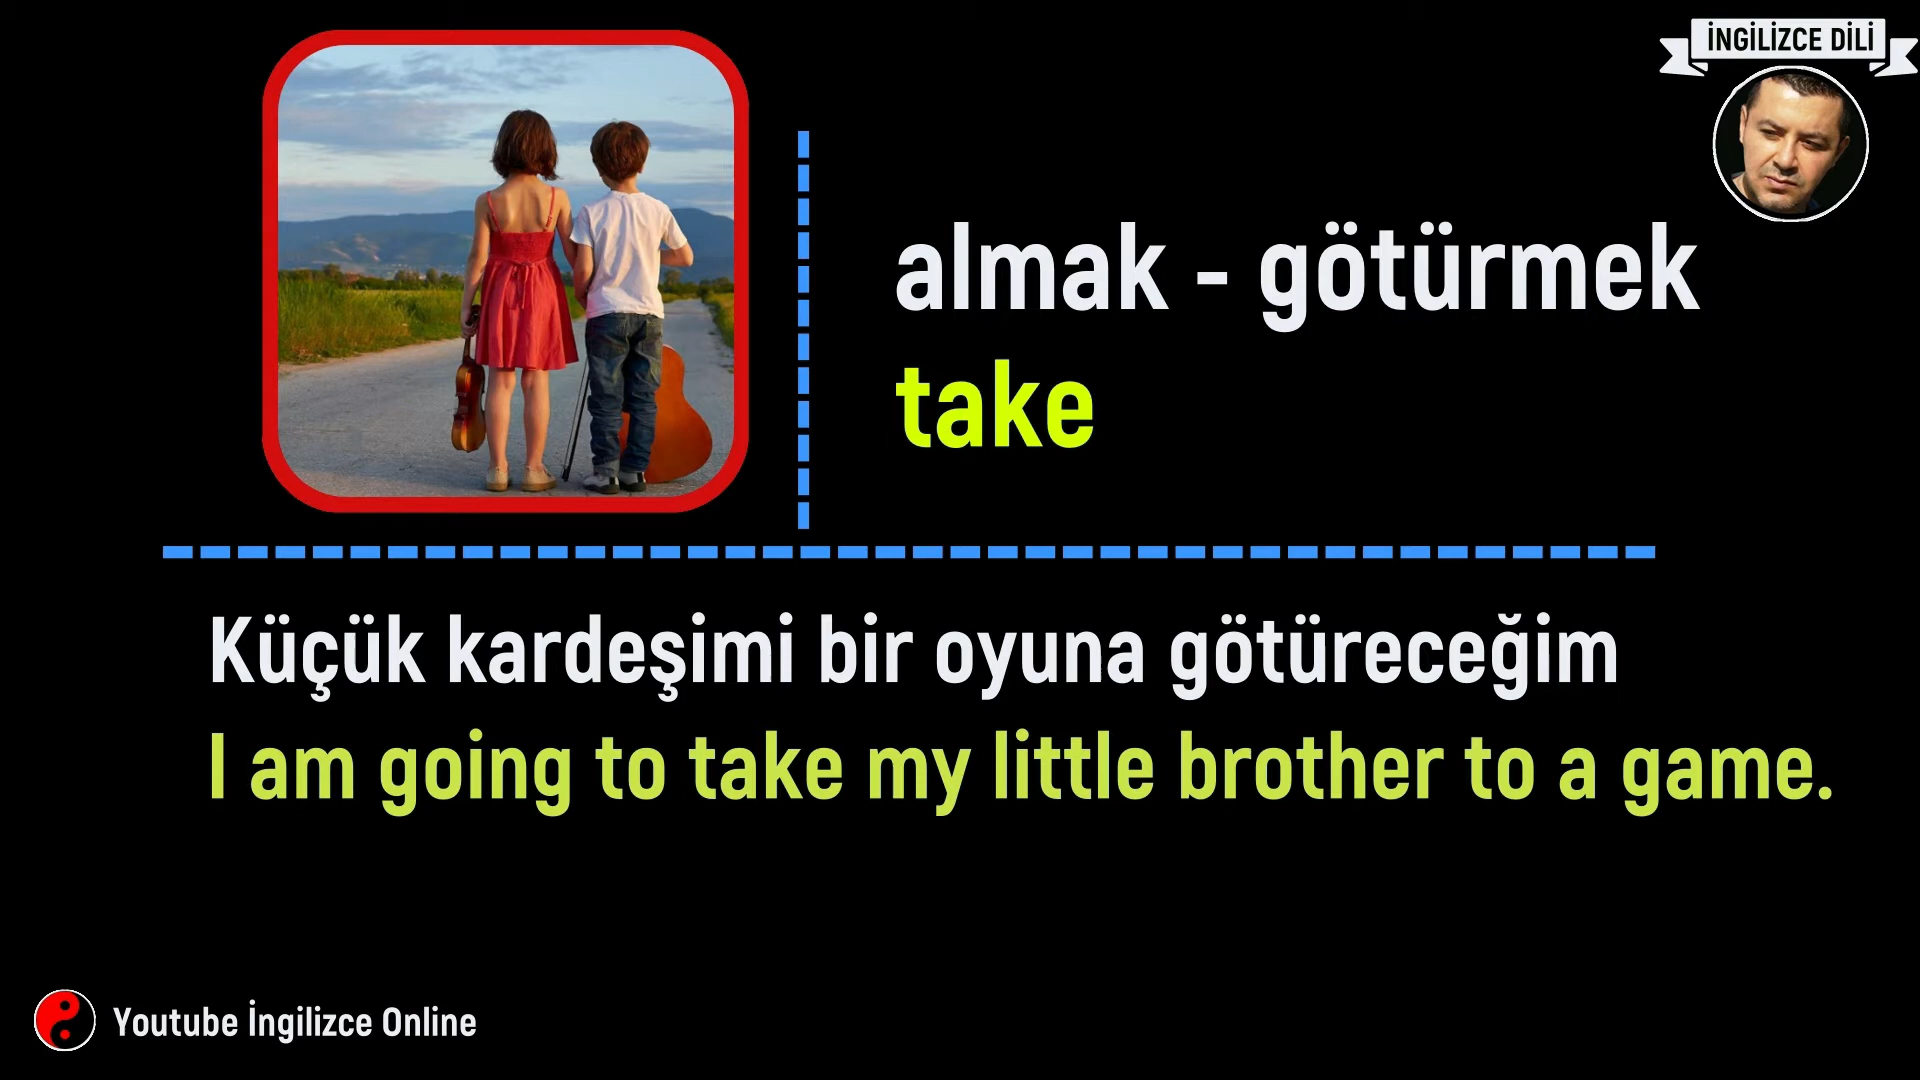 İNGİLİZCE DİLİ
almak - götürmek
take
Küçük kardeşimi bir oyuna götüreceğim
I am going to take my little brother to a game.
Youtube İngilizce Online